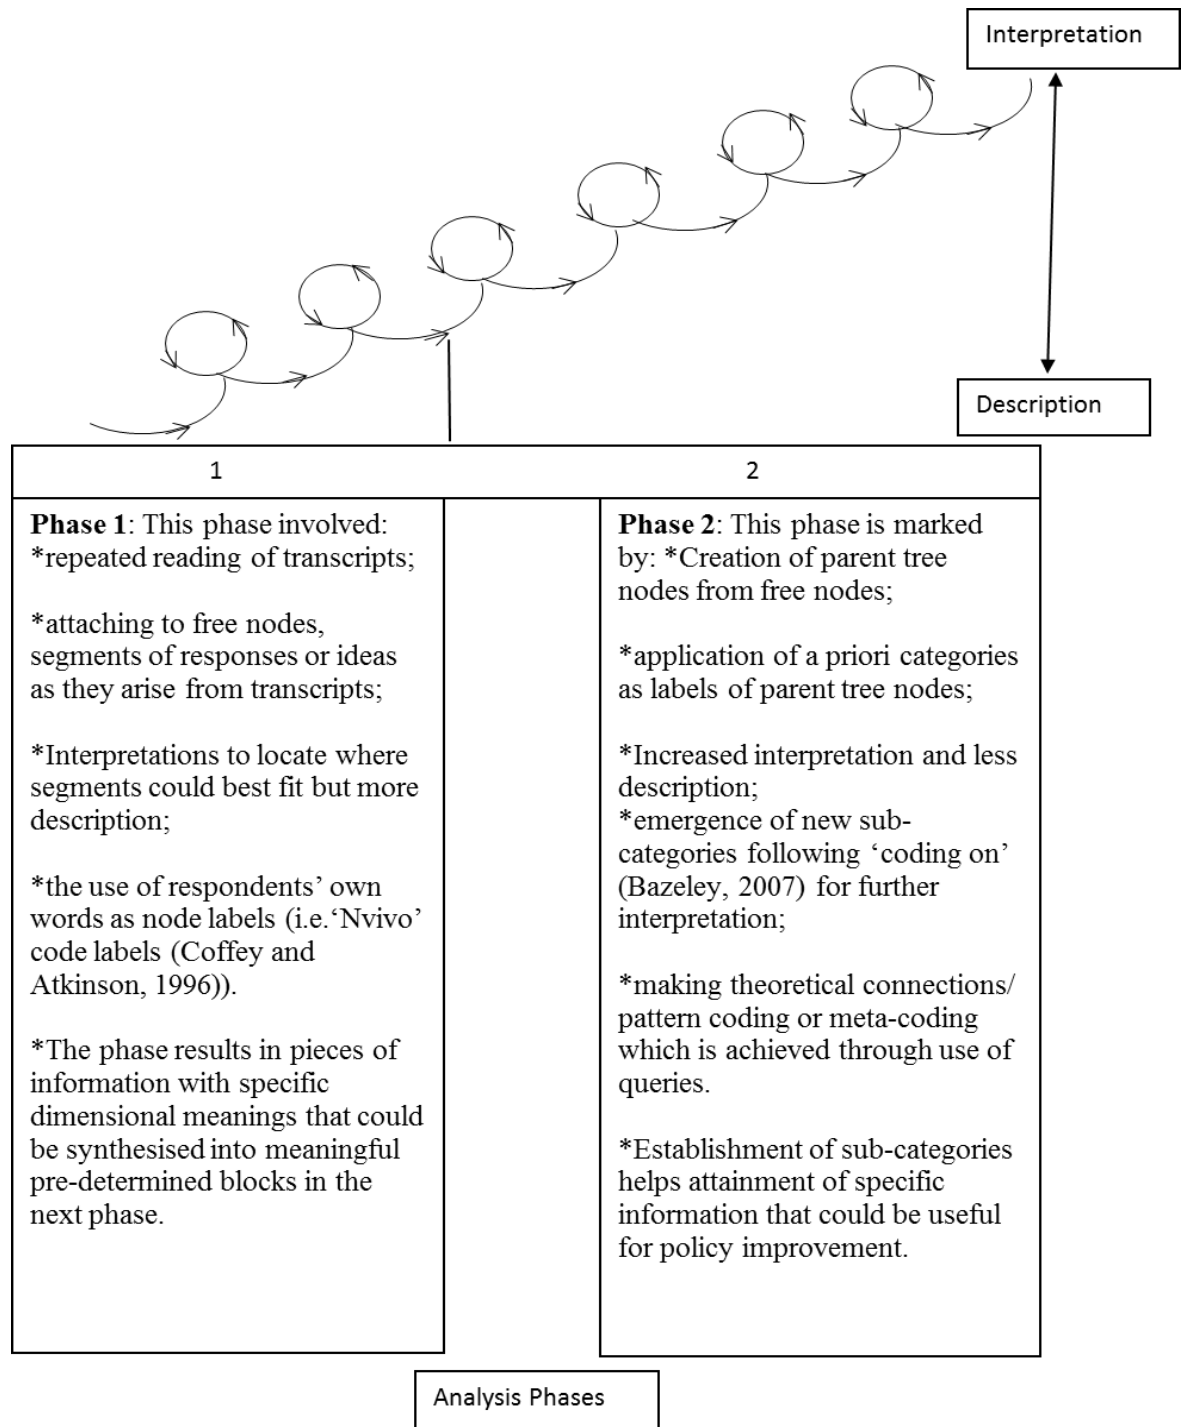 Interpretation
Description
1
2
Phase 1: This phase involved:
*repeated reading of transcripts;
*attaching to free nodes,
segments of responses or ideas
as they arise from transcripts;
*Interpretations to locate where
segments could best fit but more
description;
*the use of respondents’ own
words as node labels (i.e.‘Nvivo’
code labels (Coffey and
Atkinson, 1996)).
*The phase results in pieces of
information with specific
dimensional meanings that could
be synthesised into meaningful
pre-determined blocks in the
next phase.
Phase 2: This phase is marked
by: *Creation of parent tree
nodes from free nodes;
*application of a priori categories
as labels of parent tree nodes;
*Increased interpretation and less
description;
*emergence of new sub-
categories following ‘coding on’
(Bazeley, 2007) for further
interpretation;
*making theoretical connections/
pattern coding or meta-coding
which is achieved through use of
queries.
*Establishment of sub-categories
helps attainment of specific
information that could be useful
for policy improvement.
Analysis Phases